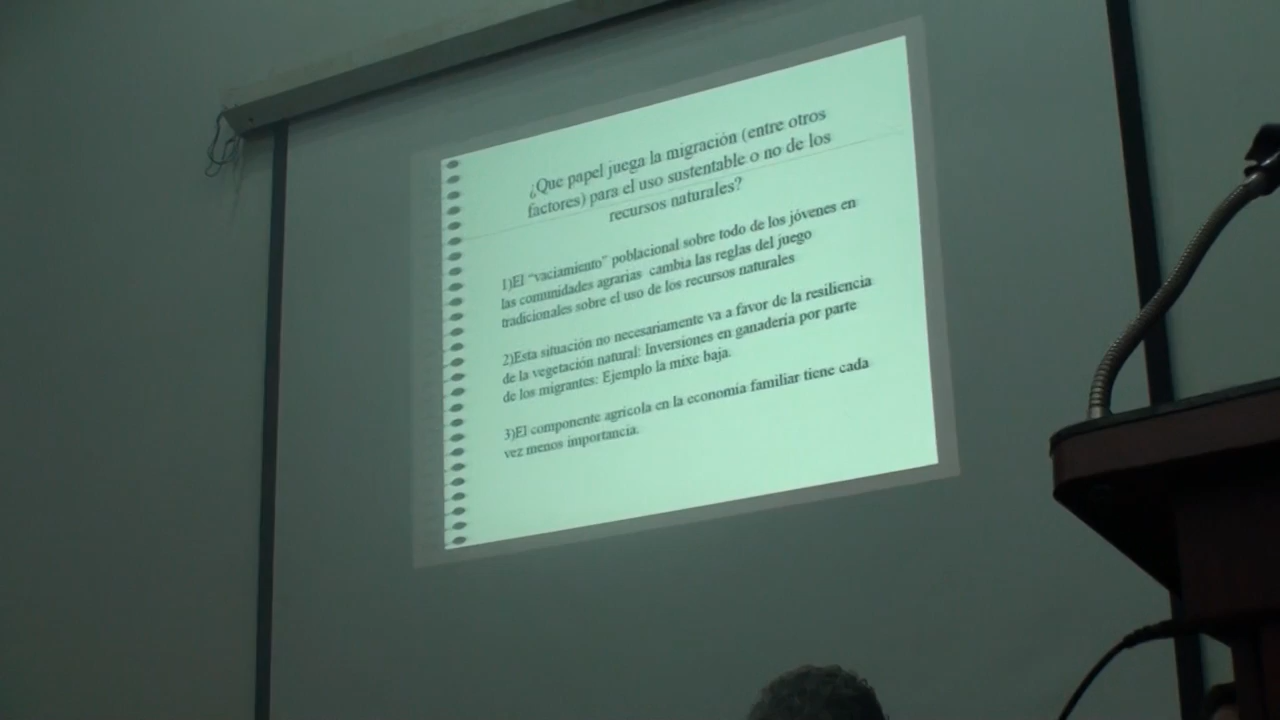 ¿Que papel juega la migración (entre otros
factores) para el uso sustentable o no de los
recursos naturales?
1)El "vaciamiento" poblacional sobre todo de los jóvenes en
las comunidades agrarias cambia las reglas del juego
tradicionales sobre el uso de los recursos naturales
2)Esta situación no necesariamente va a favor de la resiliencia
de la vegetación natural: Inversiones en ganadería por parte
de los migrantes: Ejemplo la mixe baja.
3)El componente agrícola en la economía familiar tiene cada
vez menos importancia.